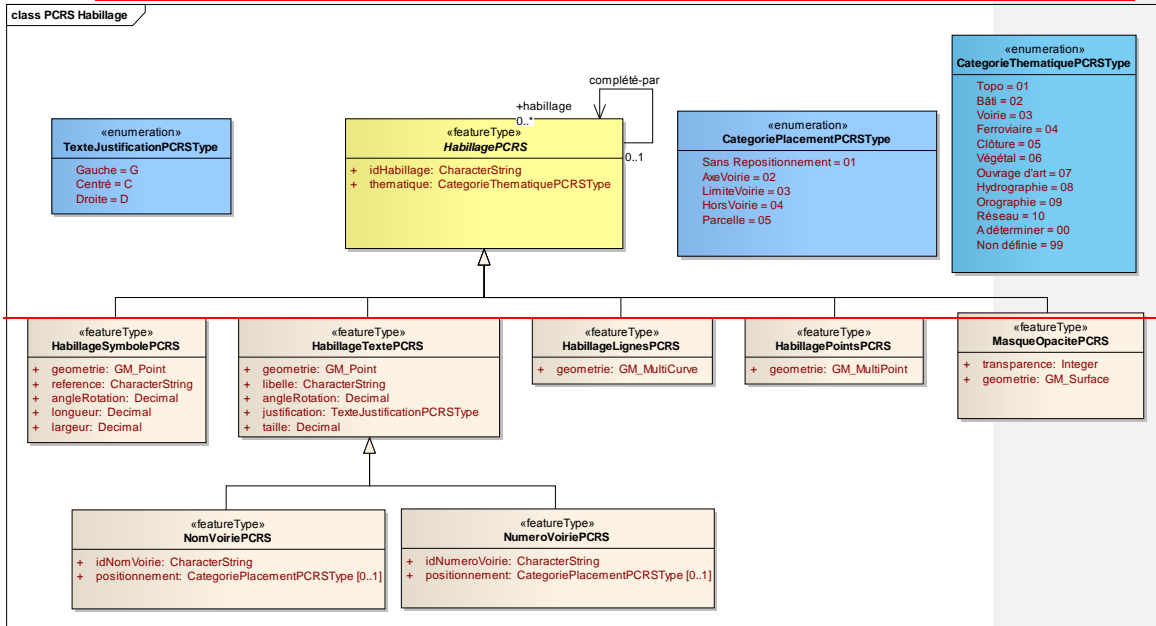 class PCRS Habillage
«enumeration»
TexteJustificationPCRSType
Gauche = G
Centré = C
Droite = D
complété-par
+habillage
0..*
0..1
«featureType»
HabillagePCRS
+ idHabillage: CharacterString
+ thematique: CategorieThematiquePCRSType
«enumeration»
CategoriePlacementPCRSType
Sans Repositionnement = 01
AxeVoirie = 02
LimiteVoirie = 03
HorsVoirie = 04
Parcelle = 05
«enumeration»
CategorieThematiquePCRSType
Topo = 01
Bâti = 02
Voirie = 03
Ferroviaire = 04
Clôture = 05
Végétal = 06
Ouvrage d'art = 07
Hydrographie = 08
Orographie = 09
Réseau = 10
A déterminer = 00
Non définie = 99
«featureType»
HabillageSymbolePCRS
+ geometrie: GM_Point
+ reference: CharacterString
+ angleRotation: Decimal
+ longueur: Decimal
+ largeur: Decimal
«featureType»
HabillageTextePCRS
+ geometrie: GM_Point
+ libelle: CharacterString
+ angleRotation: Decimal
+ justification: TexteJustificationPCRSType
+ taille: Decimal
«featureType»
HabillageLignesPCRS
+ geometrie: GM_MultiCurve
«featureType»
HabillagePointsPCRS
+ geometrie: GM_MultiPoint
«featureType»
MasqueOpacitePCRS
+ transparence: Integer
+ geometrie: GM_Surface
«featureType»
NomVoiriePCRS
+ idNomVoirie: CharacterString
+ positionnement: CategoriePlacementPCRSType [0..1]
«featureType»
NumeroVoiriePCRS
+ idNumeroVoirie: CharacterString
+ positionnement: CategoriePlacementPCRSType [0..1]